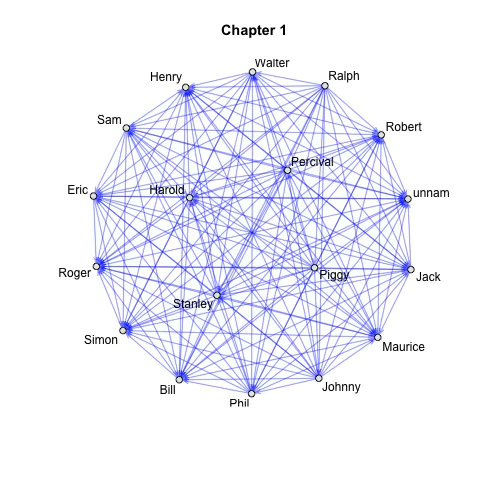 Chapter 1
Walter
Henry
Ralph
Sam
Robert
Percival
Eric
Harold
unnam
Roger
Piggy
Jack
Stanley
Simon
Maurice
Bill
Johnny
Phil